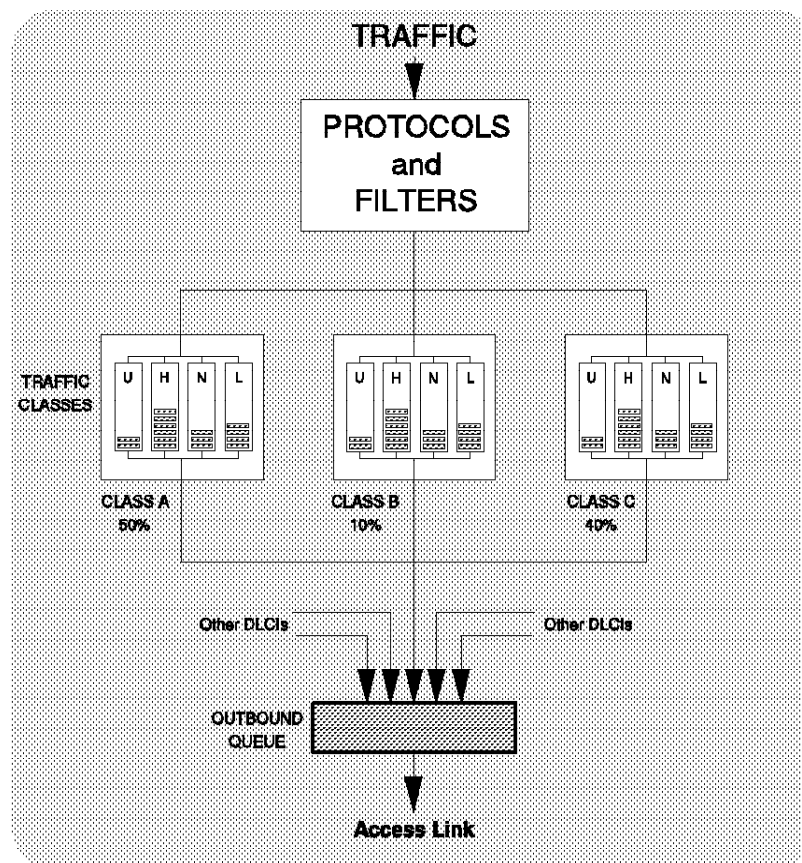 TRAFFIC
PROTOCOLS
and
FILTERS
TRAFFIC
CLASSES
U H N L
U H N L
U H N L
CLASS A
50%
CLASS B
10%
CLASS C
40%
Other DLCIs
Other DLCIs
OUTBOUND
QUEUE
Access Link